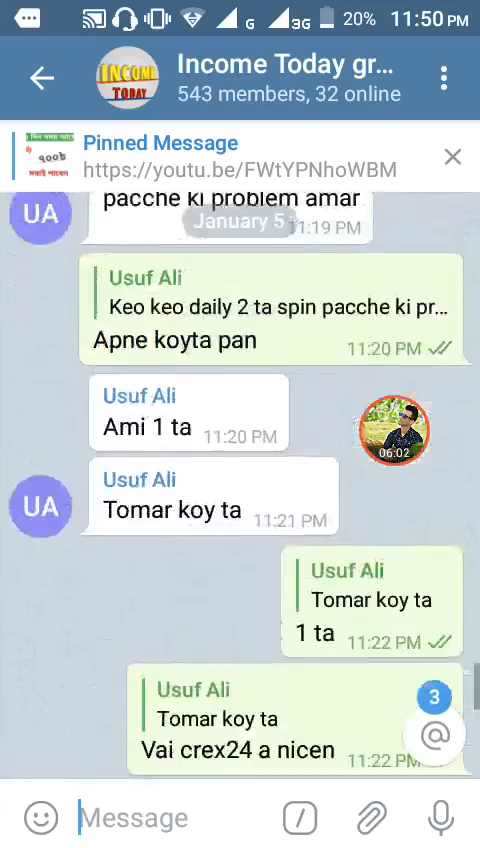 G
3G
20%
11:50 PM
INCOME
TODAY
Income Today gr...
543 members, 32 online
৭০০৳
Pinned Message
https://youtu.be/FWtYPNhoWBM
UA
pacche ki problem amar
January 5
11:19 PM
Usuf Ali
Keo keo daily 2 ta spin pacche ki pr...
Apne koyta pan
11:20 PM
Usuf Ali
Ami 1 ta
11:20 PM
06:02
Usuf Ali
UA
Tomar koy ta
11:21 PM
Usuf Ali
Tomar koy ta
1 ta
11:22 PM
Usuf Ali
Tomar koy ta
Vai crex24 a nicen
11:22 PM
3
@
Message
/